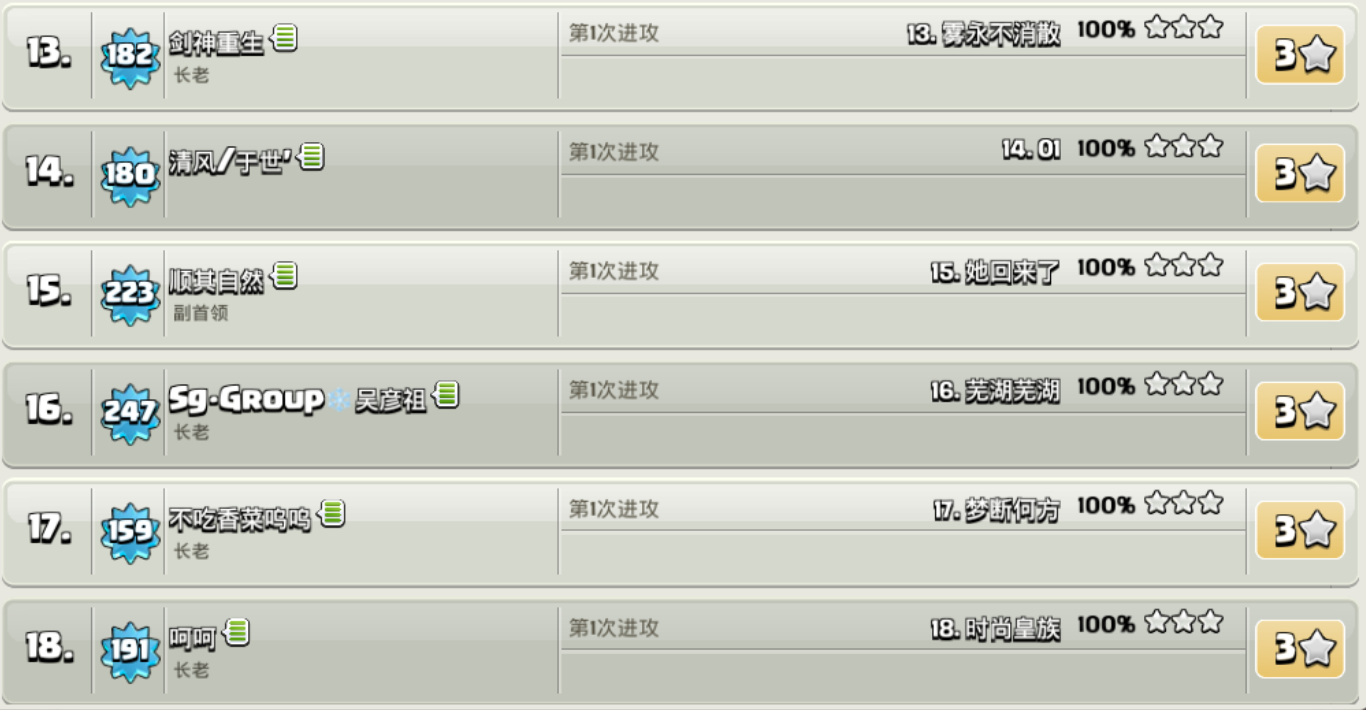 13. 182 剑神重生 第1次进攻 13. 雾永不消散 100% 3
长老
14. 180 清风/于世' 第1次进攻 14. 01 100% 3
15. 223 顺其自然 第1次进攻 15. 她回来了 100% 3
副首领
16. 247 Sg·GROUP❄吴彦祖 第1次进攻 16. 芜湖芜湖 100% 3
长老
17. 159 不吃香菜呜呜 第1次进攻 17. 梦断何方 100% 3
长老
18. 191 呵呵 第1次进攻 18. 时尚皇族 100% 3
长老